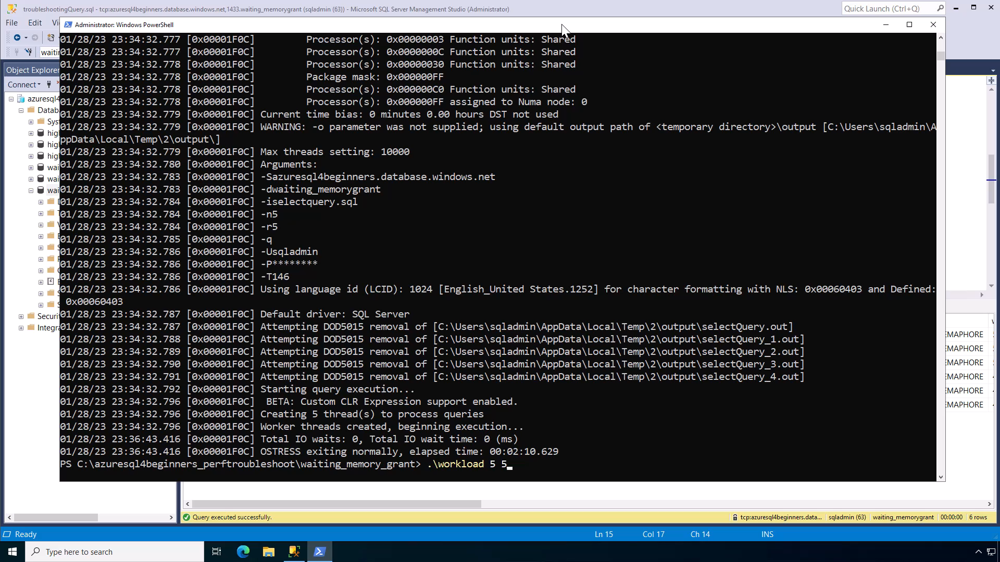 troubleshootingQuery.sql - tcp:azuresql4beginners.database.windows.net,1433.waiting_memorygrant (sqladmin (63)) - Microsoft SQL Server Management Studio (Administrator)
Quick Launch (Ctrl+Q)
File Edit
Administrator: Windows PowerShell
01/28/23 23:34:32.777 [0x00001F0C] Processor(s): 0x00000003 Function units: Shared
01/28/23 23:34:32.777 [0x00001F0C] Processor(s): 0x0000000C Function units: Shared
01/28/23 23:34:32.778 [0x00001F0C] Processor(s): 0x00000030 Function units: Shared
01/28/23 23:34:32.778 [0x00001F0C] Package mask: 0x000000FF
01/28/23 23:34:32.778 [0x00001F0C] Processor(s): 0x000000C0 Function units: Shared
01/28/23 23:34:32.778 [0x00001F0C] Processor(s): 0x000000FF assigned to Numa node: 0
01/28/23 23:34:32.779 [0x00001F0C] Current time bias: 0 minutes 0.00 hours DST not used
01/28/23 23:34:32.779 [0x00001F0C] WARNING: -o parameter was not supplied; using default output path of <temporary directory>\output [C:\Users\sqladmin\A
ppData\Local\Temp\2\output\]
01/28/23 23:34:32.779 [0x00001F0C] Max threads setting: 10000
01/28/23 23:34:32.780 [0x00001F0C] Arguments:
01/28/23 23:34:32.783 [0x00001F0C] -Sazuresql4beginners.database.windows.net
01/28/23 23:34:32.783 [0x00001F0C] -dwaiting_memorygrant
01/28/23 23:34:32.784 [0x00001F0C] -iselectquery.sql
01/28/23 23:34:32.784 [0x00001F0C] -n5
01/28/23 23:34:32.784 [0x00001F0C] -r5
01/28/23 23:34:32.785 [0x00001F0C] -q
01/28/23 23:34:32.786 [0x00001F0C] -Usqladmin
01/28/23 23:34:32.786 [0x00001F0C] -P********
01/28/23 23:34:32.786 [0x00001F0C] -T146
01/28/23 23:34:32.786 [0x00001F0C] Using language id (LCID): 1024 [English_United States.1252] for character formatting with NLS: 0x00060403 and Defined:
0x00060403
01/28/23 23:34:32.787 [0x00001F0C] Default driver: SQL Server
01/28/23 23:34:32.787 [0x00001F0C] Attempting DOD5015 removal of [C:\Users\sqladmin\AppData\Local\Temp\2\output\selectQuery.out]
01/28/23 23:34:32.788 [0x00001F0C] Attempting DOD5015 removal of [C:\Users\sqladmin\AppData\Local\Temp\2\output\selectQuery_1.out]
01/28/23 23:34:32.789 [0x00001F0C] Attempting DOD5015 removal of [C:\Users\sqladmin\AppData\Local\Temp\2\output\selectQuery_2.out]
01/28/23 23:34:32.790 [0x00001F0C] Attempting DOD5015 removal of [C:\Users\sqladmin\AppData\Local\Temp\2\output\selectQuery_3.out]
01/28/23 23:34:32.791 [0x00001F0C] Attempting DOD5015 removal of [C:\Users\sqladmin\AppData\Local\Temp\2\output\selectQuery_4.out]
01/28/23 23:34:32.792 [0x00001F0C] Starting query execution...
01/28/23 23:34:32.796 [0x00001F0C] BETA: Custom CLR Expression support enabled.
01/28/23 23:34:32.796 [0x00001F0C] Creating 5 thread(s) to process queries
01/28/23 23:34:32.796 [0x00001F0C] Worker threads created, beginning execution...
01/28/23 23:36:43.416 [0x00001F0C] Total IO waits: 0, Total IO wait time: 0 (ms)
01/28/23 23:36:43.416 [0x00001F0C] OSTRESS exiting normally, elapsed time: 00:02:10.629
PS C:\azuresql4beginners_perftroubleshoot\waiting_memory_grant> .\workload 5 5
waiti
Object Explorer
Connect
azuresql4
Datab
Sys
hig
hig
hig
wai
wai
wai
Securi
Integra
EMAPHORE
EMAPHORE
EMAPHORE
EMAPHORE
EMAPHORE
EMAPHORE
Query executed successfully.
tcp:azuresql4beginners.data... sqladmin (63) waiting_memorygrant 00:00:00 6 rows
Ready Ln 15 Col 17 Ch 14 INS
Type here to search